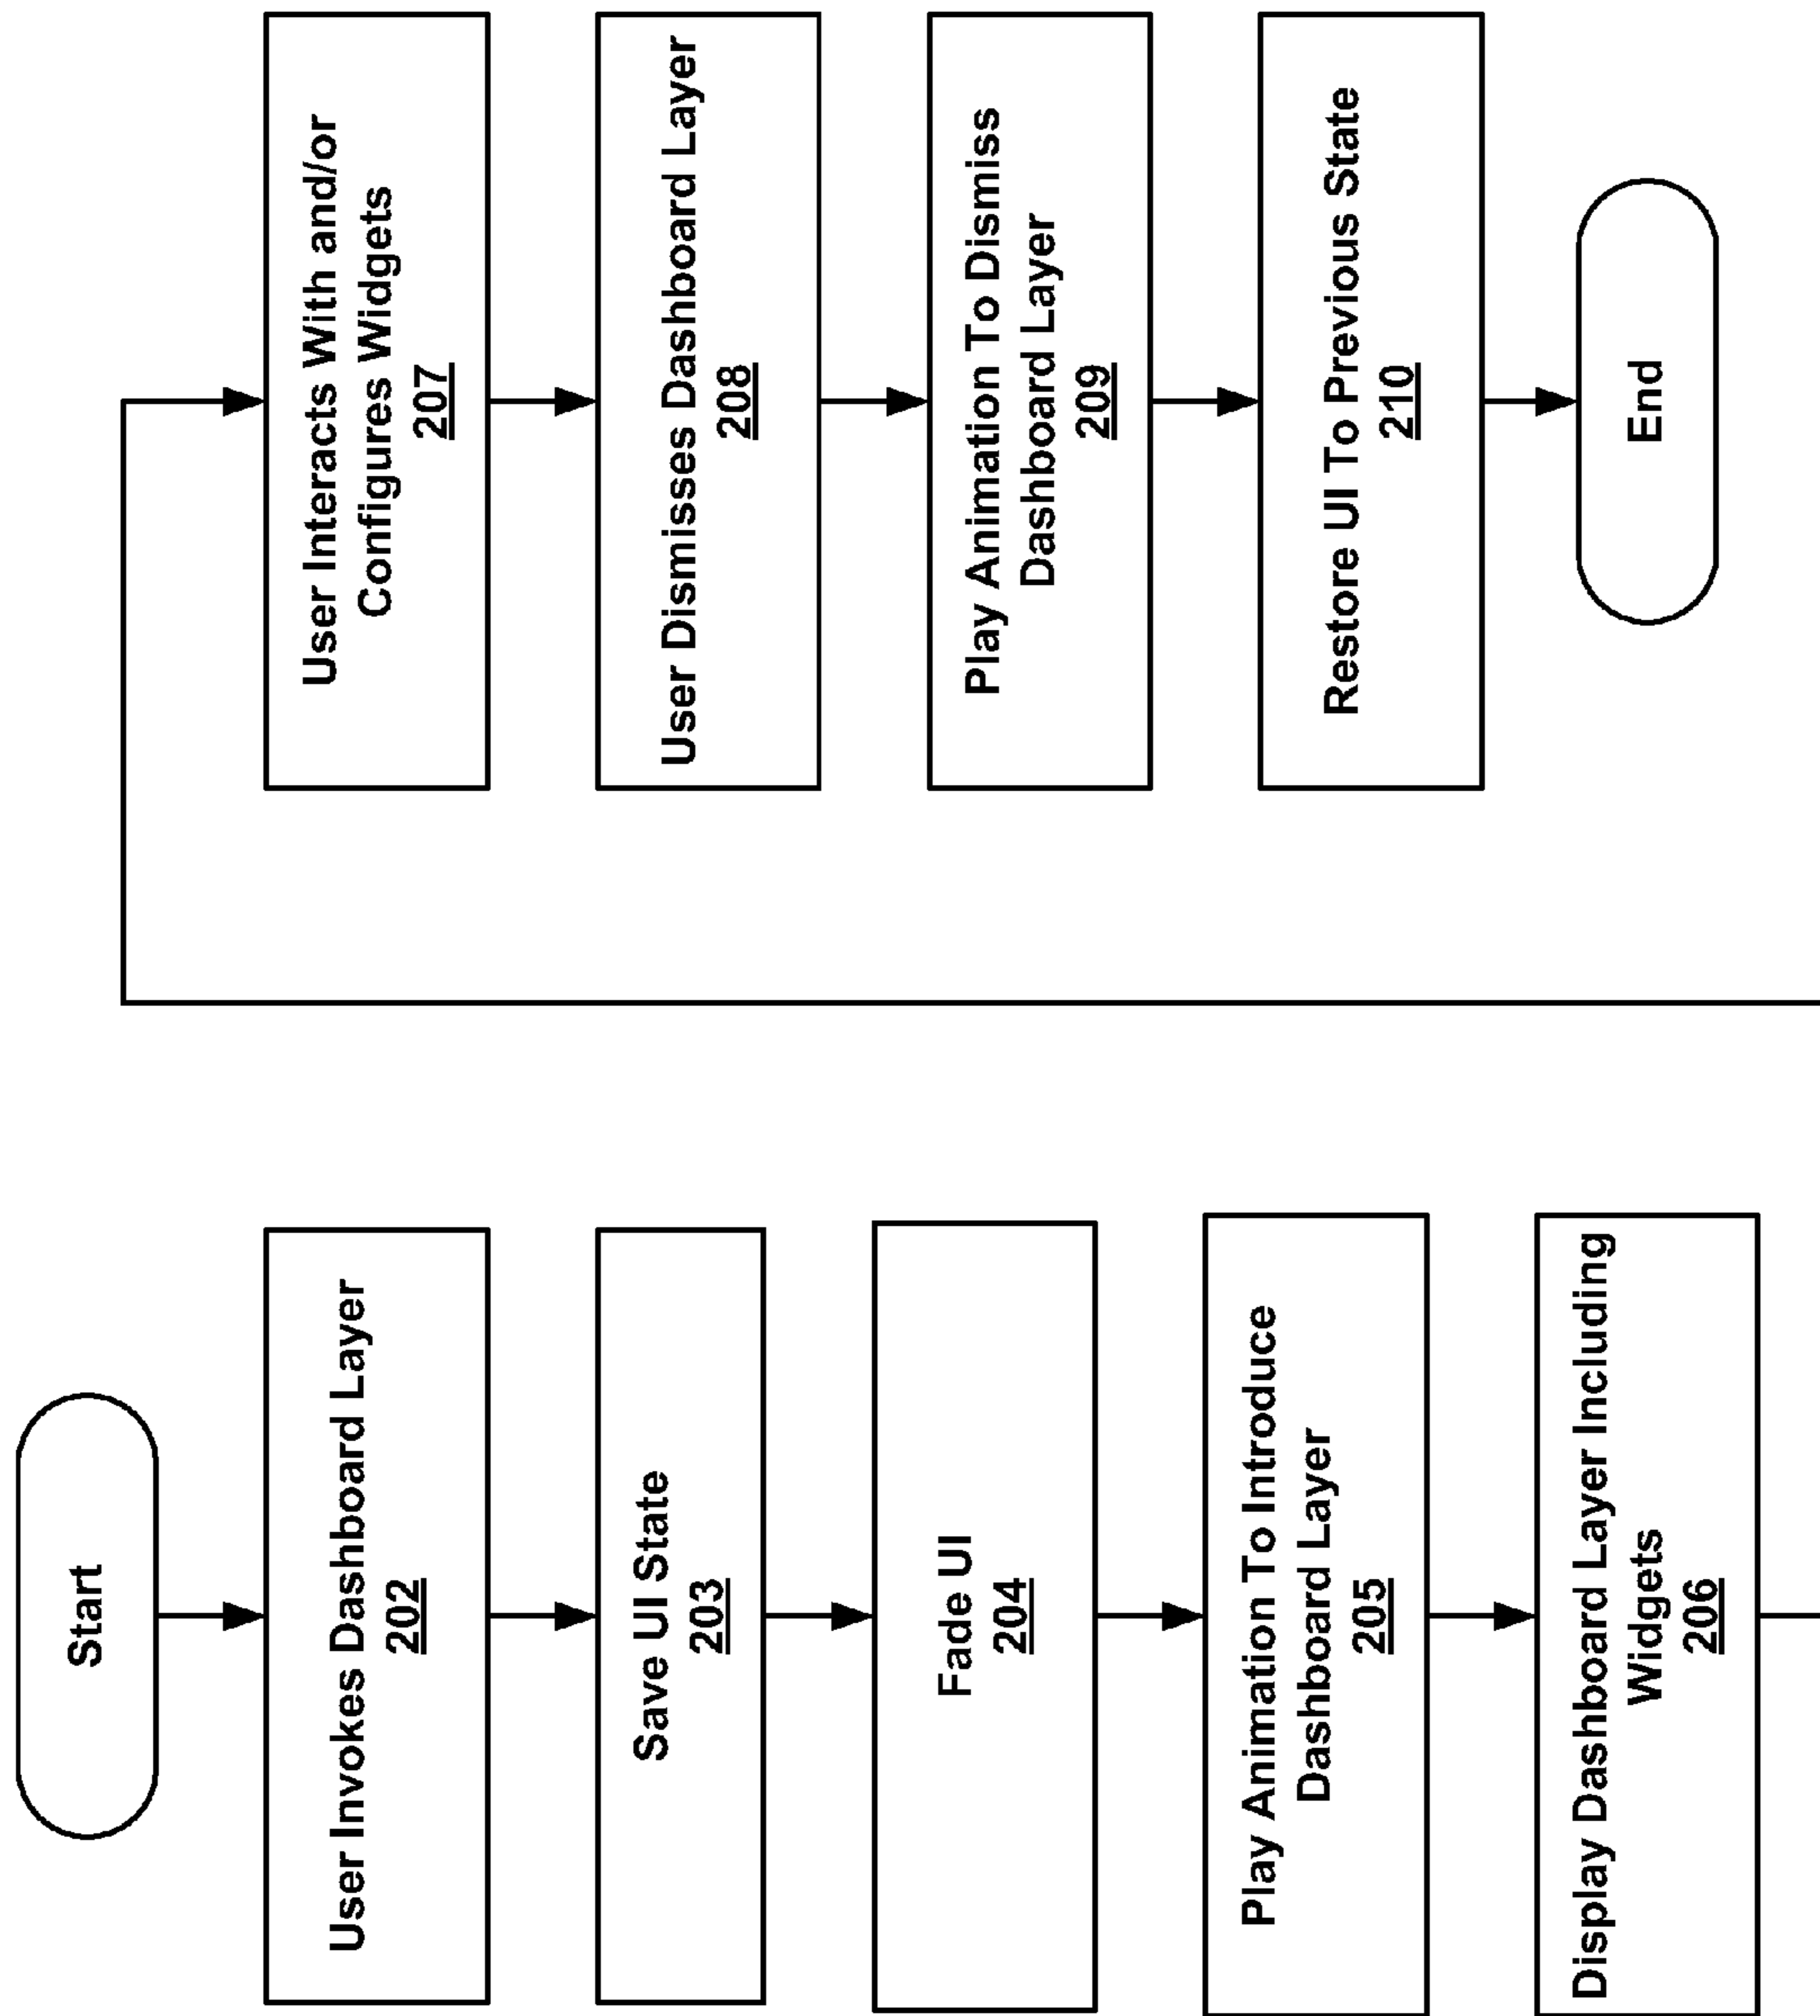 Start
User Invokes Dashboard Layer
202
Save UI State
203
Fade UI
204
Play Animation To Introduce
Dashboard Layer
205
Display Dashboard Layer Including
Widgets
206
User Interacts With and/or
Configures Widgets
207
User Dismisses Dashboard Layer
208
Play Animation To Dismiss
Dashboard Layer
209
Restore UI To Previous State
210
End